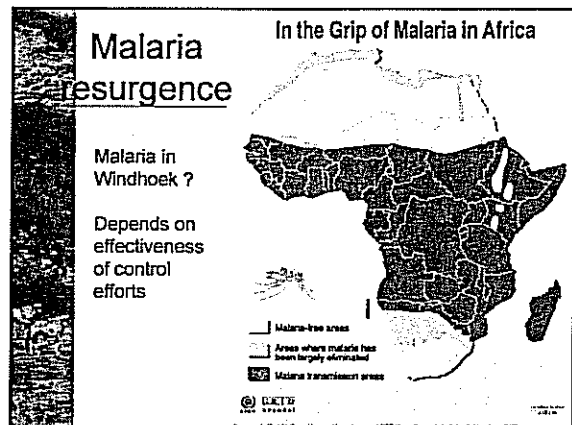 Malaria
resurgence
Malaria in
Windhoek ?
Depends on
effectiveness
of control
efforts
In the Grip of Malaria in Africa
Malaria-free areas
Areas where malaria has
been largely eliminated
Malaria transmission areas